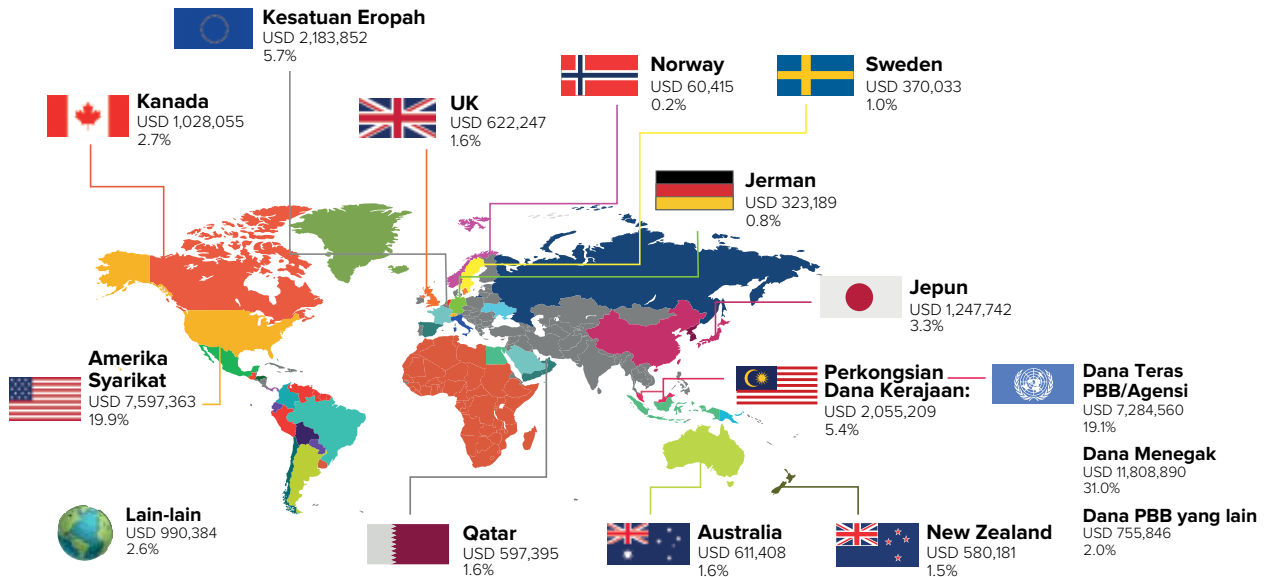 Kesatuan Eropah
USD 2,183,852
5.7%
Norway
USD 60,415
0.2%
Sweden
USD 370,033
1.0%
Kanada
USD 1,028,055
2.7%
UK
USD 622,247
1.6%
Jerman
USD 323,189
0.8%
Jepun
USD 1,247,742
3.3%
Amerika
Syarikat
USD 7,597,363
19.9%
Perkongsian
Dana Kerajaan:
USD 2,055,209
5.4%
Dana Teras
PBB/Agensi
USD 7,284,560
19.1%
Dana Menegak
USD 11,808,890
31.0%
Dana PBB yang lain
USD 755,846
2.0%
Lain-lain
USD 990,384
2.6%
Qatar
USD 597,395
1.6%
Australia
USD 611,408
1.6%
New Zealand
USD 580,181
1.5%